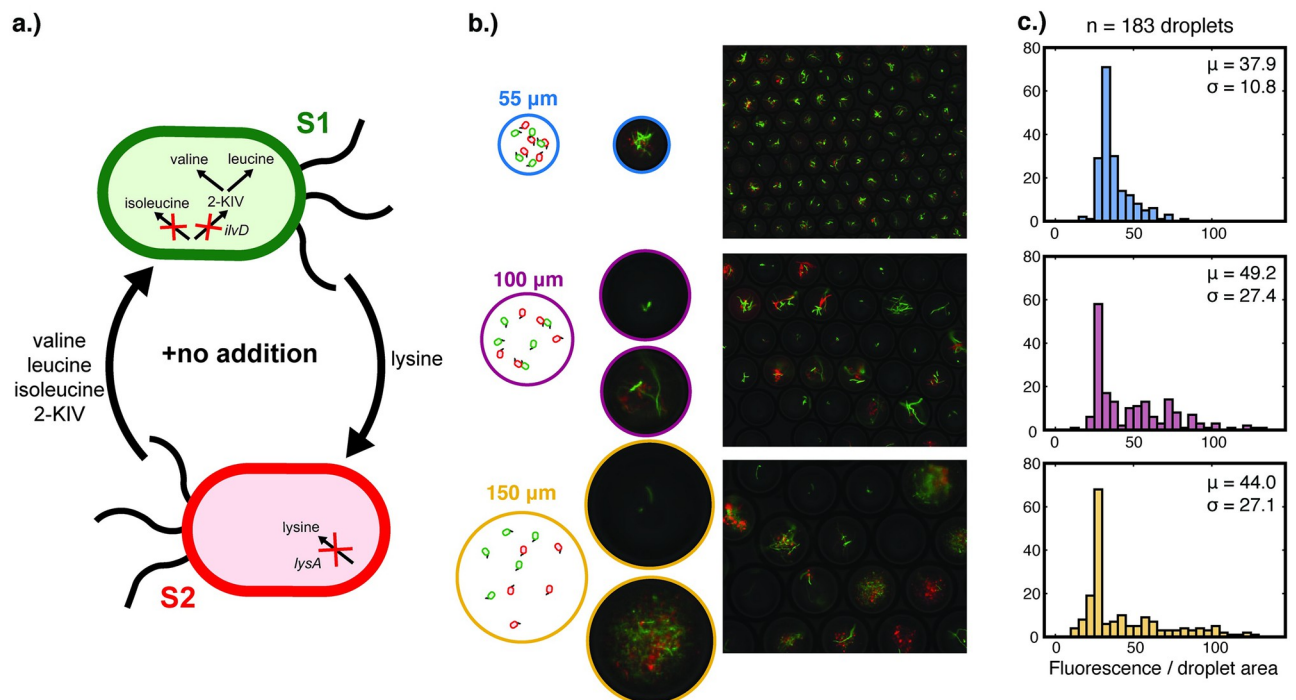 a.)
S1
valine
leucine
isoleucine
2-KIV
ilvD
valine
leucine
isoleucine
2-KIV
+no addition
lysine
lysine
lysA
S2
b.)
55 µm
100 µm
150 µm
c.)
n = 183 droplets
80
60
40
20
0
µ = 37.9
σ = 10.8
0
50
100
80
60
40
20
0
µ = 49.2
σ = 27.4
0
50
100
80
60
40
20
0
µ = 44.0
σ = 27.1
0
50
100
Fluorescence / droplet area